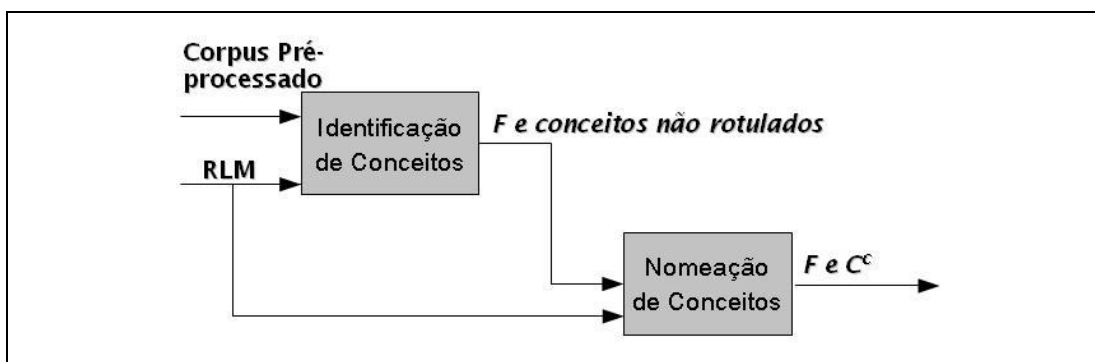 Corpus Pré-
processado
RLM
Identificação
de Conceitos
F e conceitos não rotulados
Nomeação
de Conceitos
F e Cᶜ